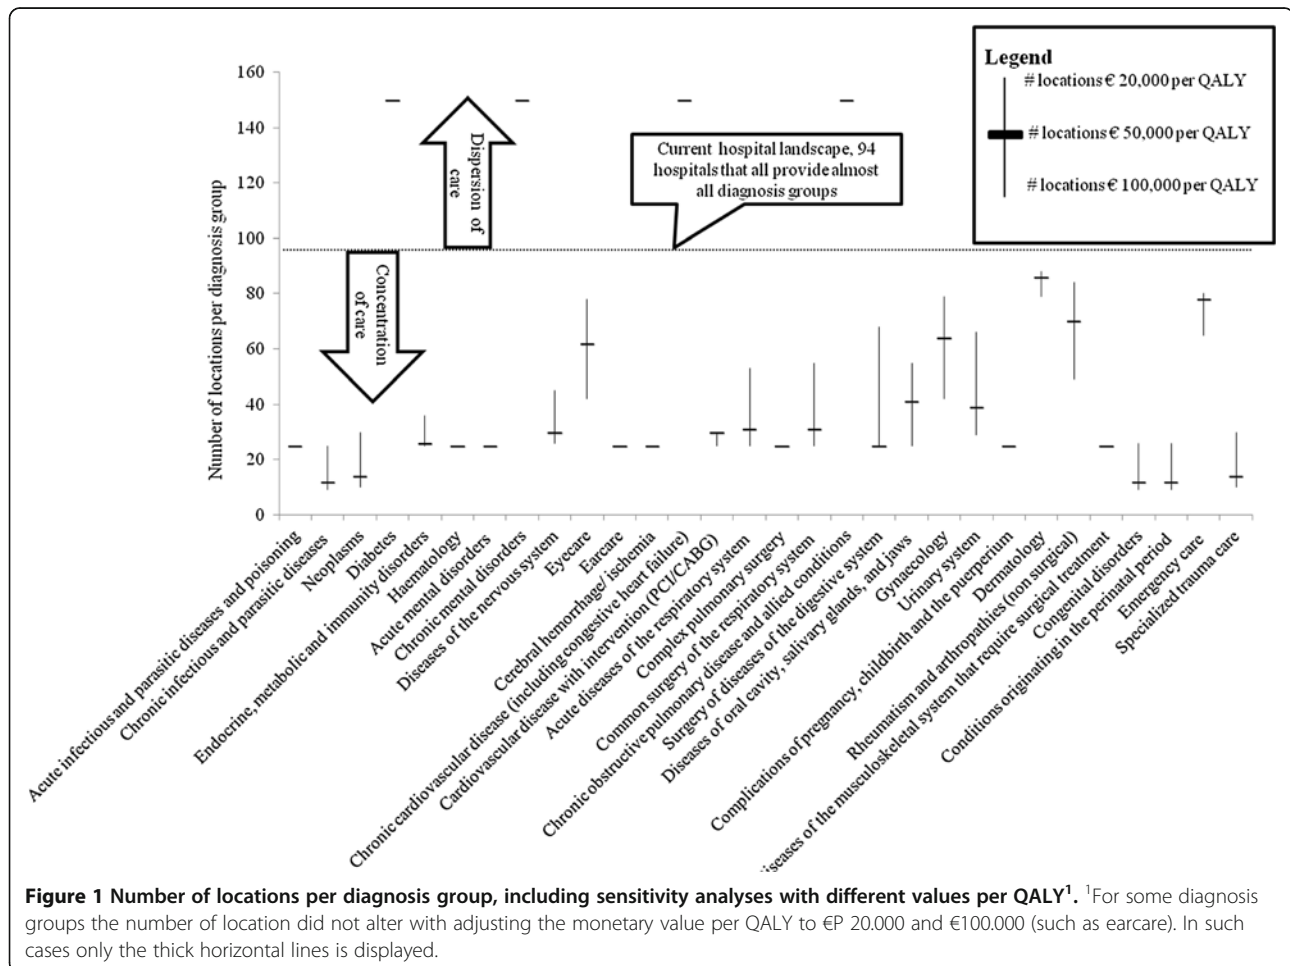 Legend
# locations € 20,000 per QALY
# locations € 50,000 per QALY
# locations € 100,000 per QALY
Number of locations per diagnosis group
160
140
120
100
80
60
40
20
0
Dispersion of
care
Concentration
of care
Current hospital landscape, 94
hospitals that all provide almost
all diagnosis groups
Acute infectious and parasitic diseases and poisoning
Chronic infectious and parasitic diseases
Neoplasms
Diabetes
Endocrine, metabolic and immunity disorders
Haematology
Acute mental disorders
Chronic mental disorders
Diseases of the nervous system
Eyecare
Earcare
Cerebral hemorrhage/ ischemia
Chronic cardiovascular disease (including congestive heart failure)
Cardiovascular disease with intervention (PCI/CABG)
Acute diseases of the respiratory system
Complex pulmonary surgery
Common surgery of the respiratory system
Chronic obstructive pulmonary disease and allied conditions
Surgery of diseases of the digestive system
Diseases of oral cavity, salivary glands, and jaws
Gynaecology
Urinary system
Complications of pregnancy, childbirth and the puerperium
Dermatology
Rheumatism and arthropathies (non surgical)
diseases of the musculoskeletal system that require surgical treatment
Congenital disorders
Conditions originating in the perinatal period
Emergency care
Specialized trauma care
Figure 1 Number of locations per diagnosis group, including sensitivity analyses with different values per QALY¹. ¹For some diagnosis
groups the number of location did not alter with adjusting the monetary value per QALY to €P 20.000 and €100.000 (such as earcare). In such
cases only the thick horizontal lines is displayed.